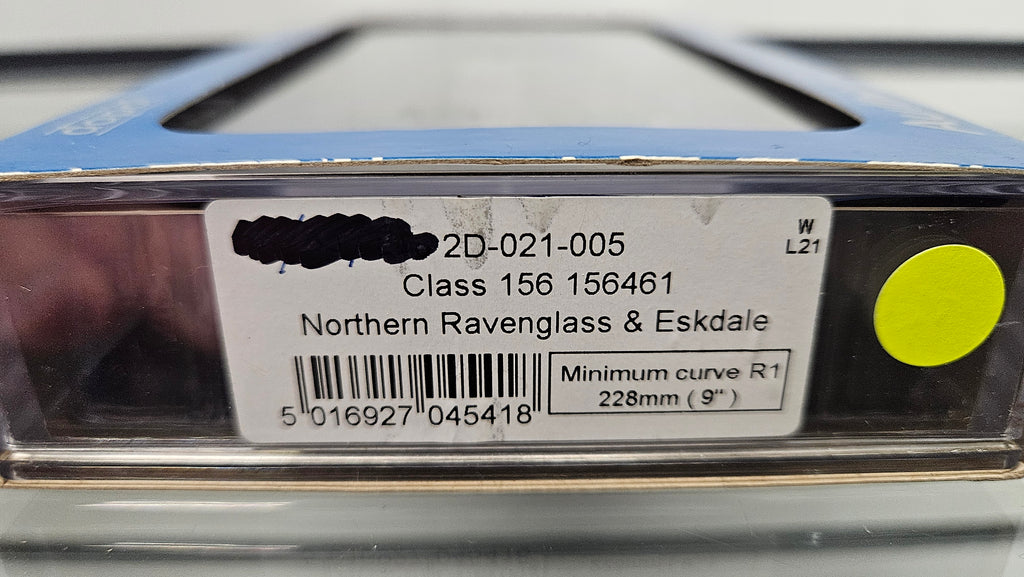 2D-021-005
W
L21
Class 156 156461
Northern Ravenglass & Eskdale
Minimum curve R1
228mm ( 9" )
5 016927 045418